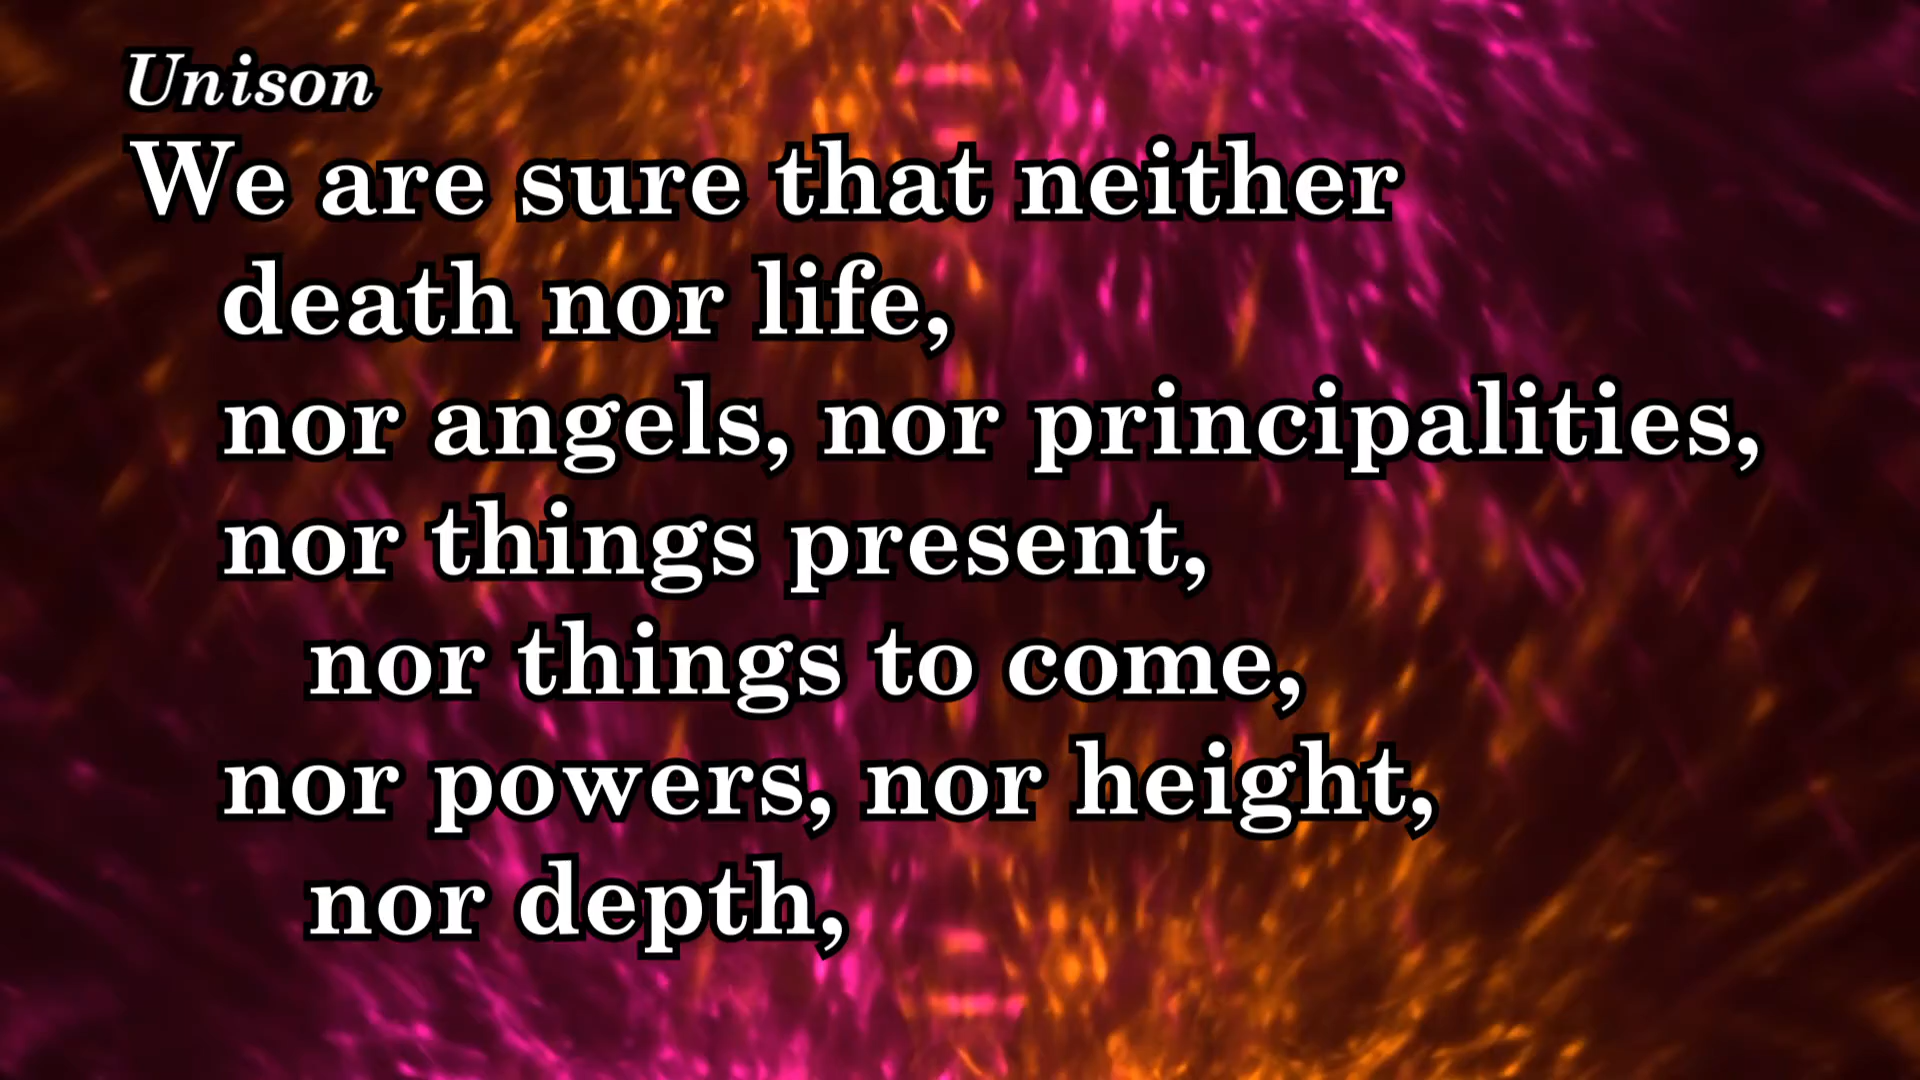 Unison
We are sure that neither
death nor life,
nor angels, nor principalities,
nor things present,
nor things to come,
nor powers, nor height,
nor depth,